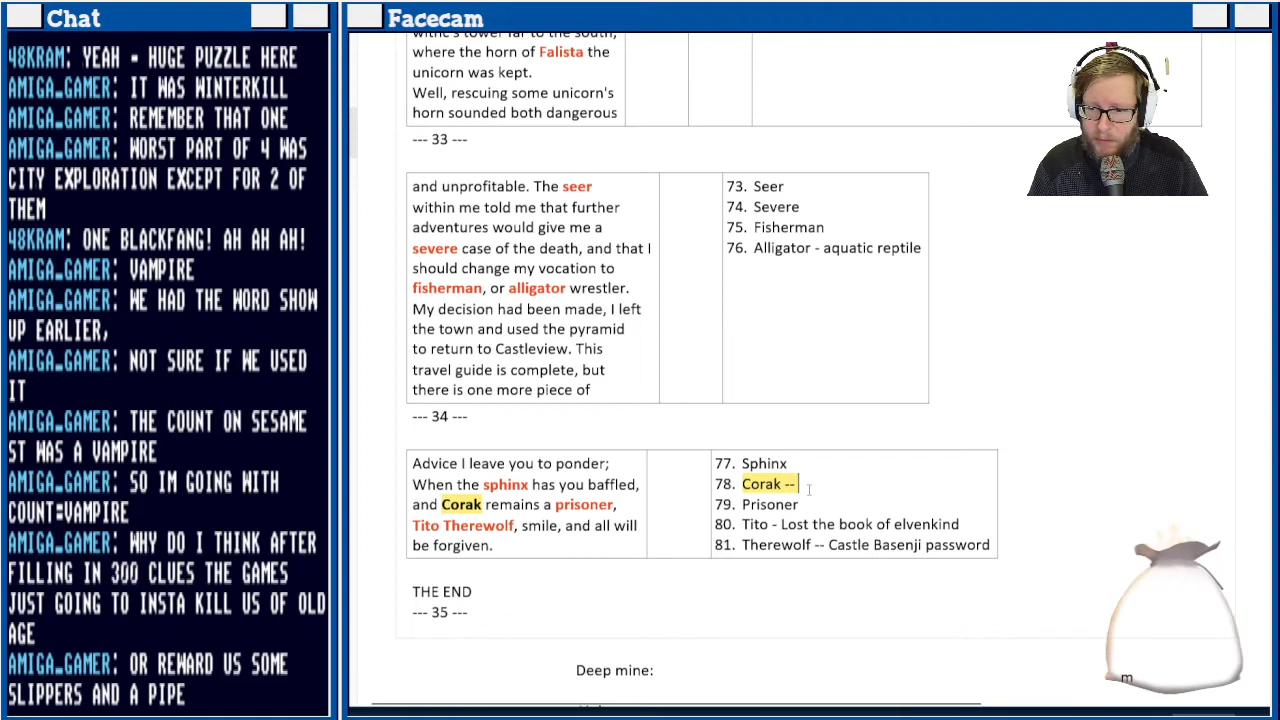 Chat
48KRAM: YEAH - HUGE PUZZLE HERE
AMIGA_GAMER: IT WAS WINTERKILL
AMIGA_GAMER: REMEMBER THAT ONE
AMIGA_GAMER: WORST PART OF 4 WAS
CITY EXPLORATION EXCEPT FOR 2 OF
THEM
48KRAM: ONE BLACKFANG! AH AH AH!
AMIGA_GAMER: VAMPIRE
AMIGA_GAMER: WE HAD THE WORD SHOW
UP EARLIER,
AMIGA_GAMER: NOT SURE IF WE USED
IT
AMIGA_GAMER: THE COUNT ON SESAME
ST WAS A VAMPIRE
AMIGA_GAMER: SO IM GOING WITH
COUNT=VAMPIRE
AMIGA_GAMER: WHY DO I THINK AFTER
FILLING IN 300 CLUES THE GAMES
JUST GOING TO INSTA KILL US OF OLD
AGE
AMIGA_GAMER: OR REWARD US SOME
SLIPPERS AND A PIPE
Facecam
where the horn of Falista the
unicorn was kept.
Well, rescuing some unicorn's
horn sounded both dangerous
--- 33 ---
and unprofitable. The seer
within me told me that further
adventures would give me a
severe case of the death, and that I
should change my vocation to
fisherman, or alligator wrestler.
My decision had been made, I left
the town and used the pyramid
to return to Castleview. This
travel guide is complete, but
there is one more piece of
73. Seer
74. Severe
75. Fisherman
76. Alligator - aquatic reptile
--- 34 ---
Advice I leave you to ponder;
When the sphinx has you baffled,
and Corak remains a prisoner,
Tito Therewolf, smile, and all will
be forgiven.
77. Sphinx
78. Corak --
79. Prisoner
80. Tito - Lost the book of elvenkind
81. Therewolf -- Castle Basenji password
THE END
--- 35 ---
Deep mine:
m